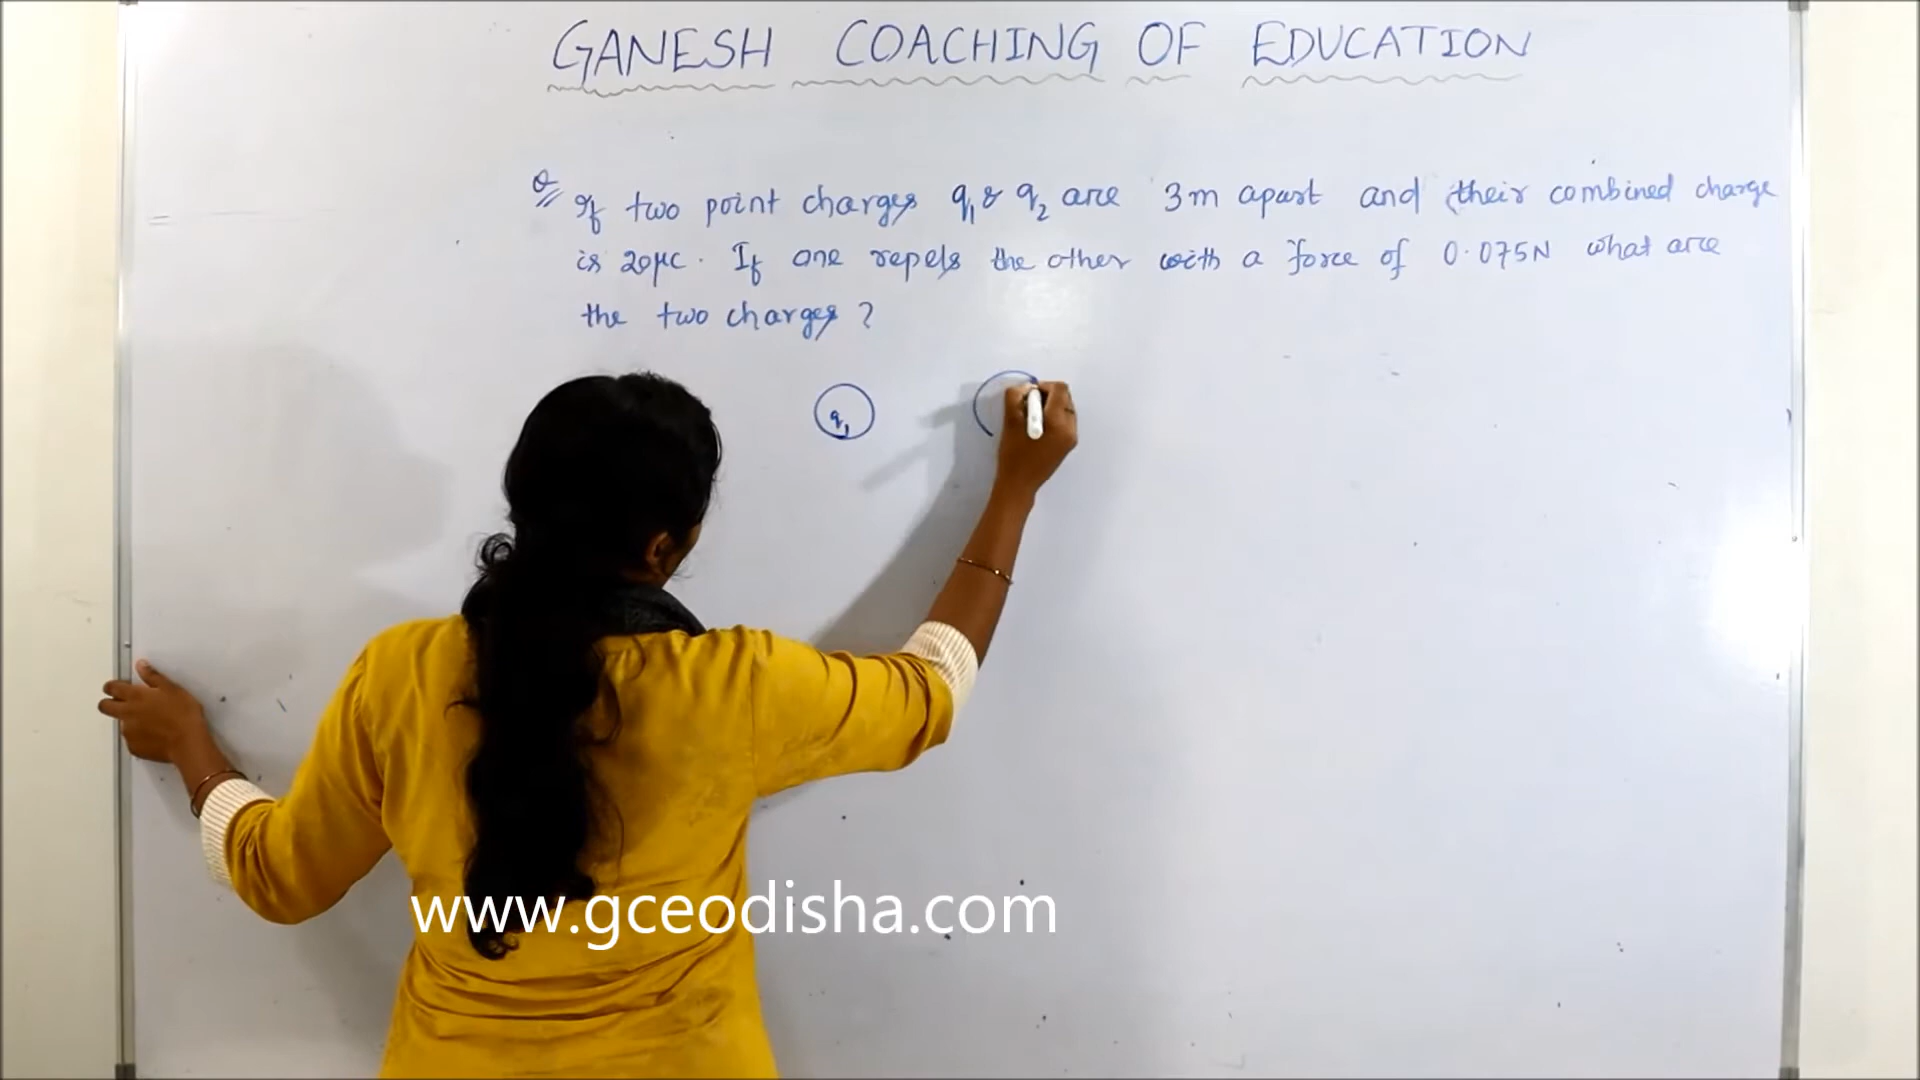 GANESH COACHING OF EDUCATION
Q If two point charges q₁ & q₂ are 3m apart and their combined charge
is 20μc. If one repels the other with a force of 0.075N what are
the two charges?
q₁
www.gceodisha.com